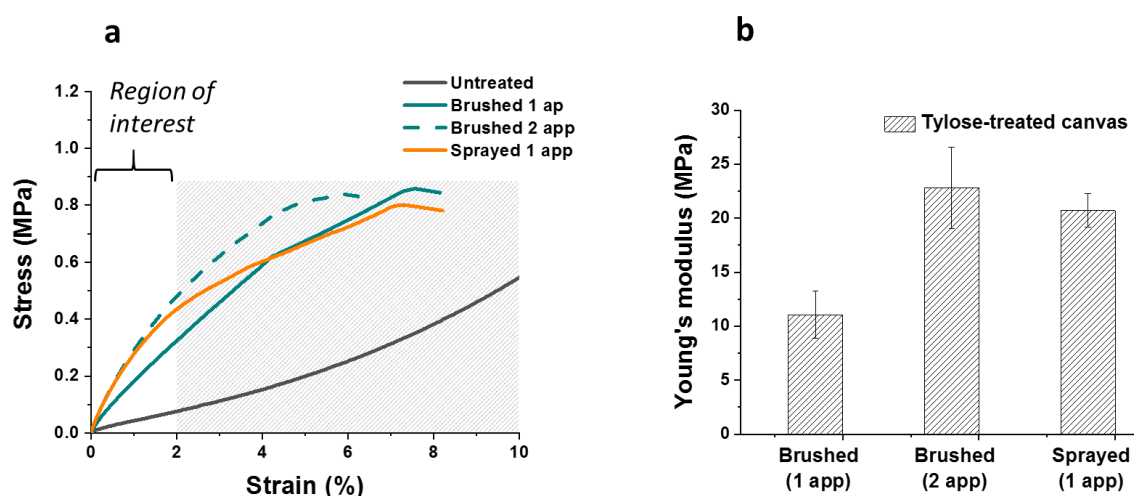 a
Region of
interest
Untreated
Brushed 1 ap
Brushed 2 app
Sprayed 1 app
1.2
1.0
0.8
0.6
0.4
0.2
0.0
Stress (MPa)
0 2 4 6 8 10
Strain (%)
b
Tylose-treated canvas
30
25
20
15
10
5
0
Young's modulus (MPa)
Brushed Brushed Sprayed
(1 app) (2 app) (1 app)